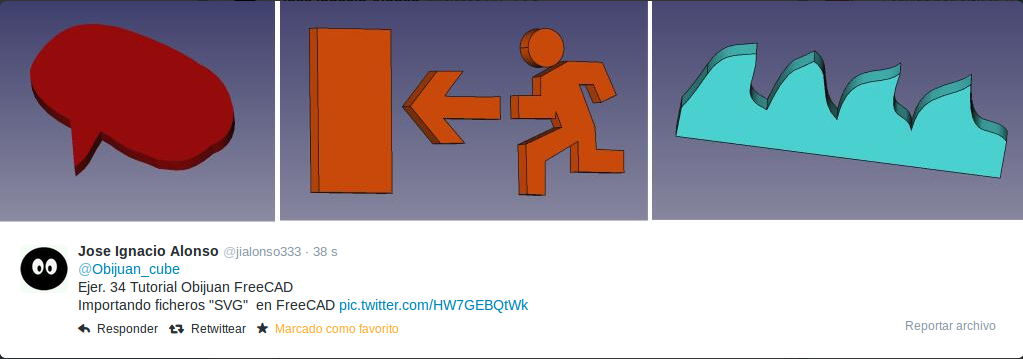 Jose Ignacio Alonso @jialonso333 · 38 s
@Obijuan_cube
Ejer. 34 Tutorial Obijuan FreeCAD
Importando ficheros "SVG" en FreeCAD pic.twitter.com/HW7GEBQtWk
Responder Retwittear Marcado como favorito
Reportar archivo